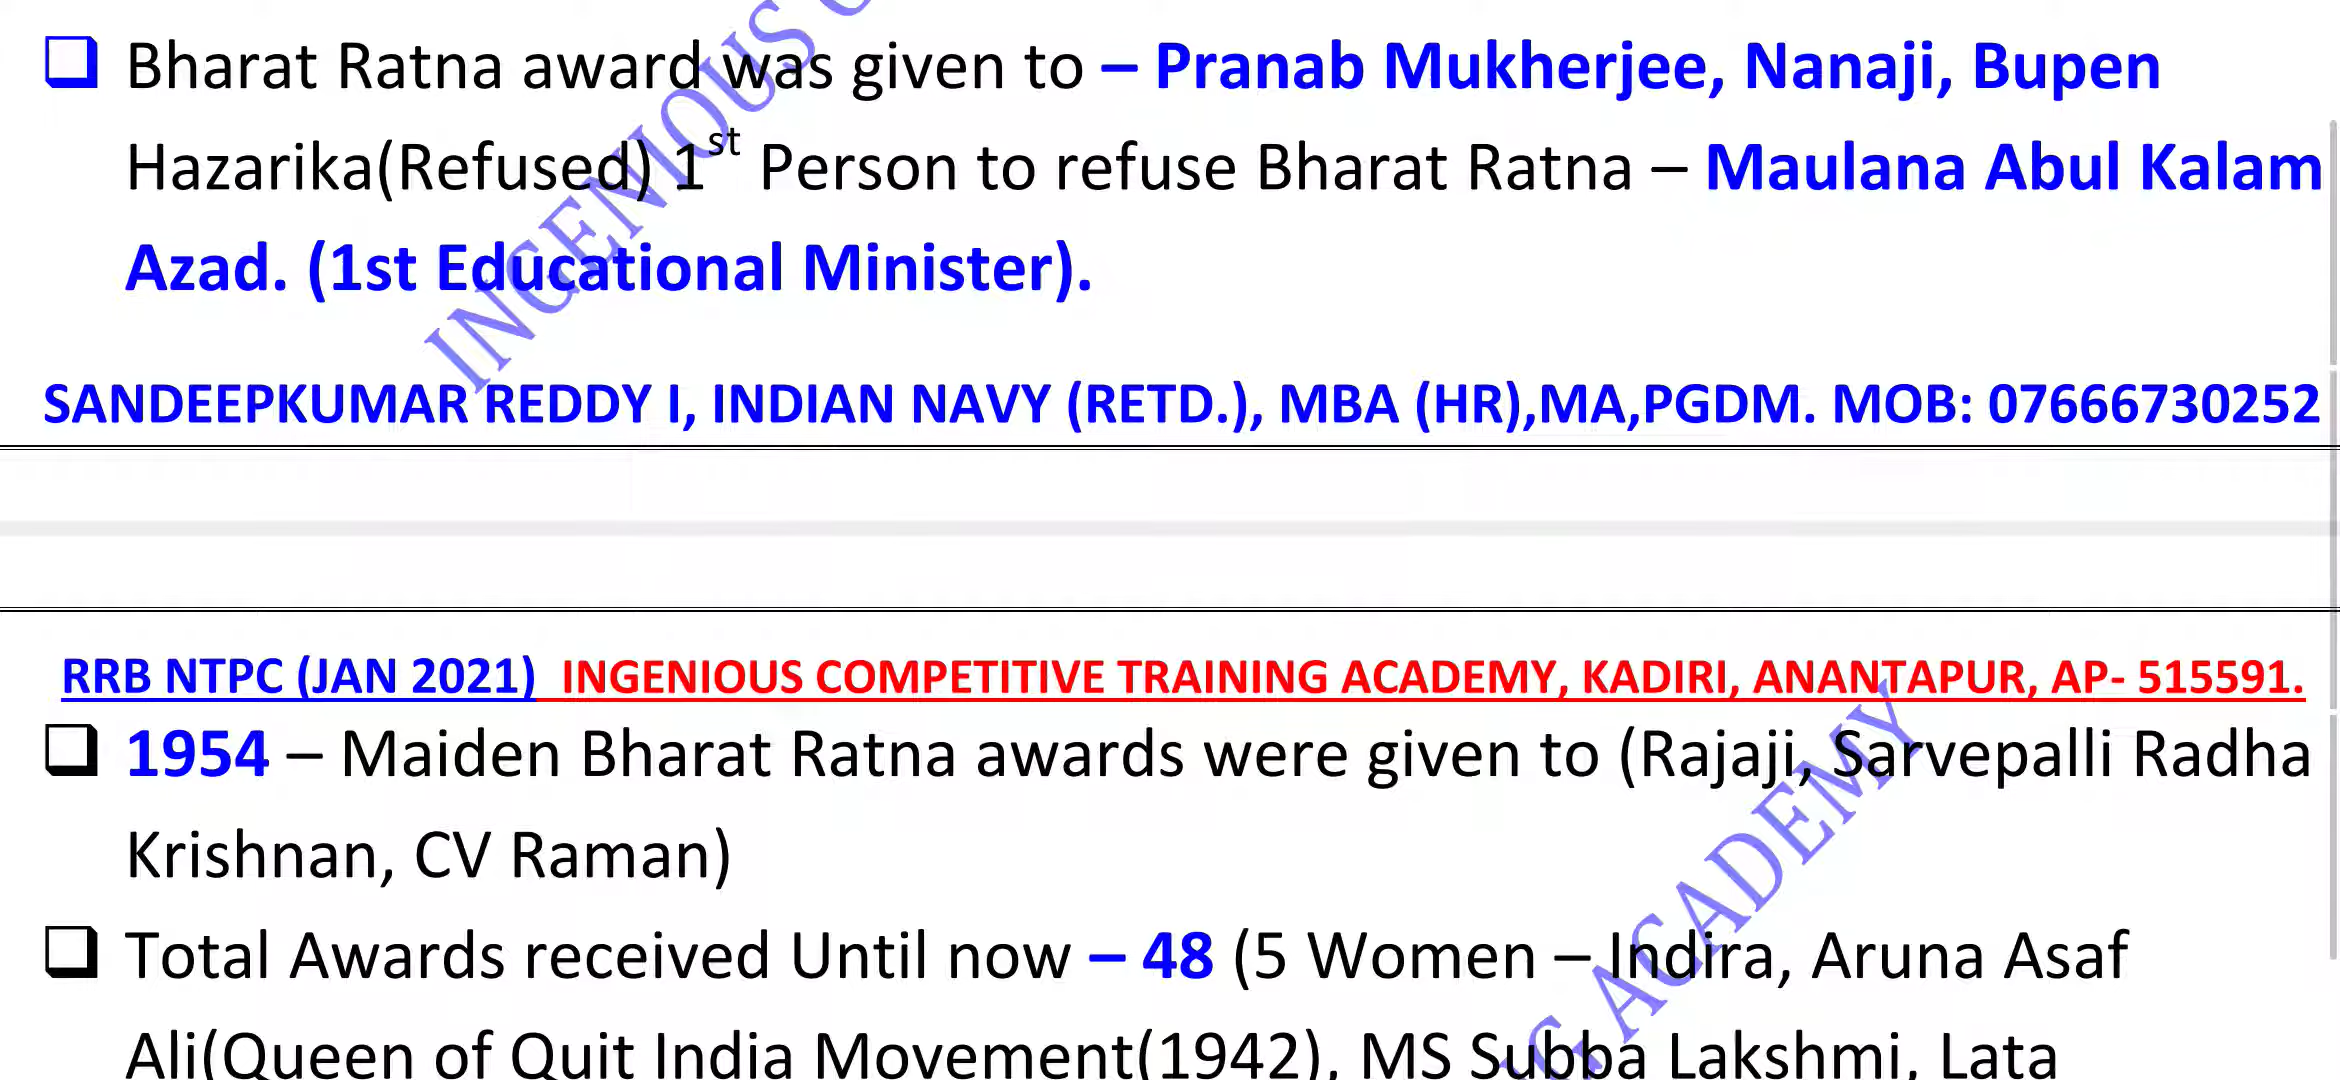 Bharat Ratna award was given to – Pranab Mukherjee, Nanaji, Bupen
Hazarika(Refused) 1st Person to refuse Bharat Ratna – Maulana Abul Kalam
Azad. (1st Educational Minister).
INGENIOUS
SANDEEPKUMAR REDDY I, INDIAN NAVY (RETD.), MBA (HR),MA,PGDM. MOB: 07666730252
RRB NTPC (JAN 2021) INGENIOUS COMPETITIVE TRAINING ACADEMY, KADIRI, ANANTAPUR, AP- 515591.
1954 – Maiden Bharat Ratna awards were given to (Rajaji, Sarvepalli Radha
Krishnan, CV Raman)
Total Awards received Until now – 48 (5 Women – Indira, Aruna Asaf
Ali(Queen of Quit India Movement(1942), MS Subba Lakshmi, Lata
ACADEMY